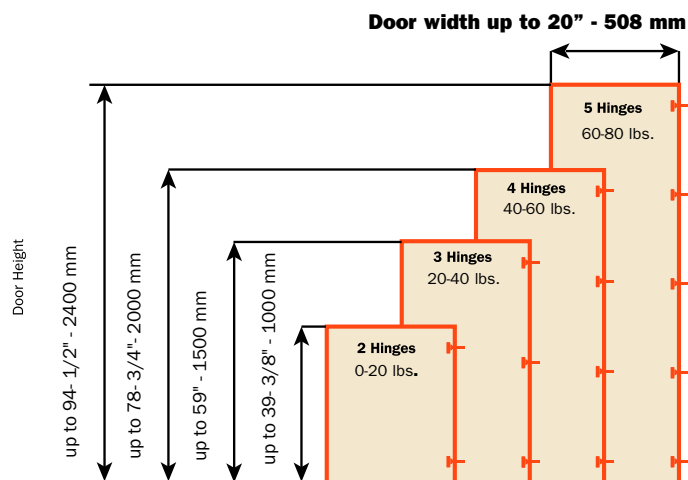 Door width up to 20” - 508 mm
5 Hinges
60-80 lbs.
4 Hinges
40-60 lbs.
3 Hinges
20-40 lbs.
2 Hinges
0-20 lbs.
Door Height
up to 94- 1/2" - 2400 mm
up to 78- 3/4"- 2000 mm
up to 59" - 1500 mm
up to 39- 3/8" - 1000 mm